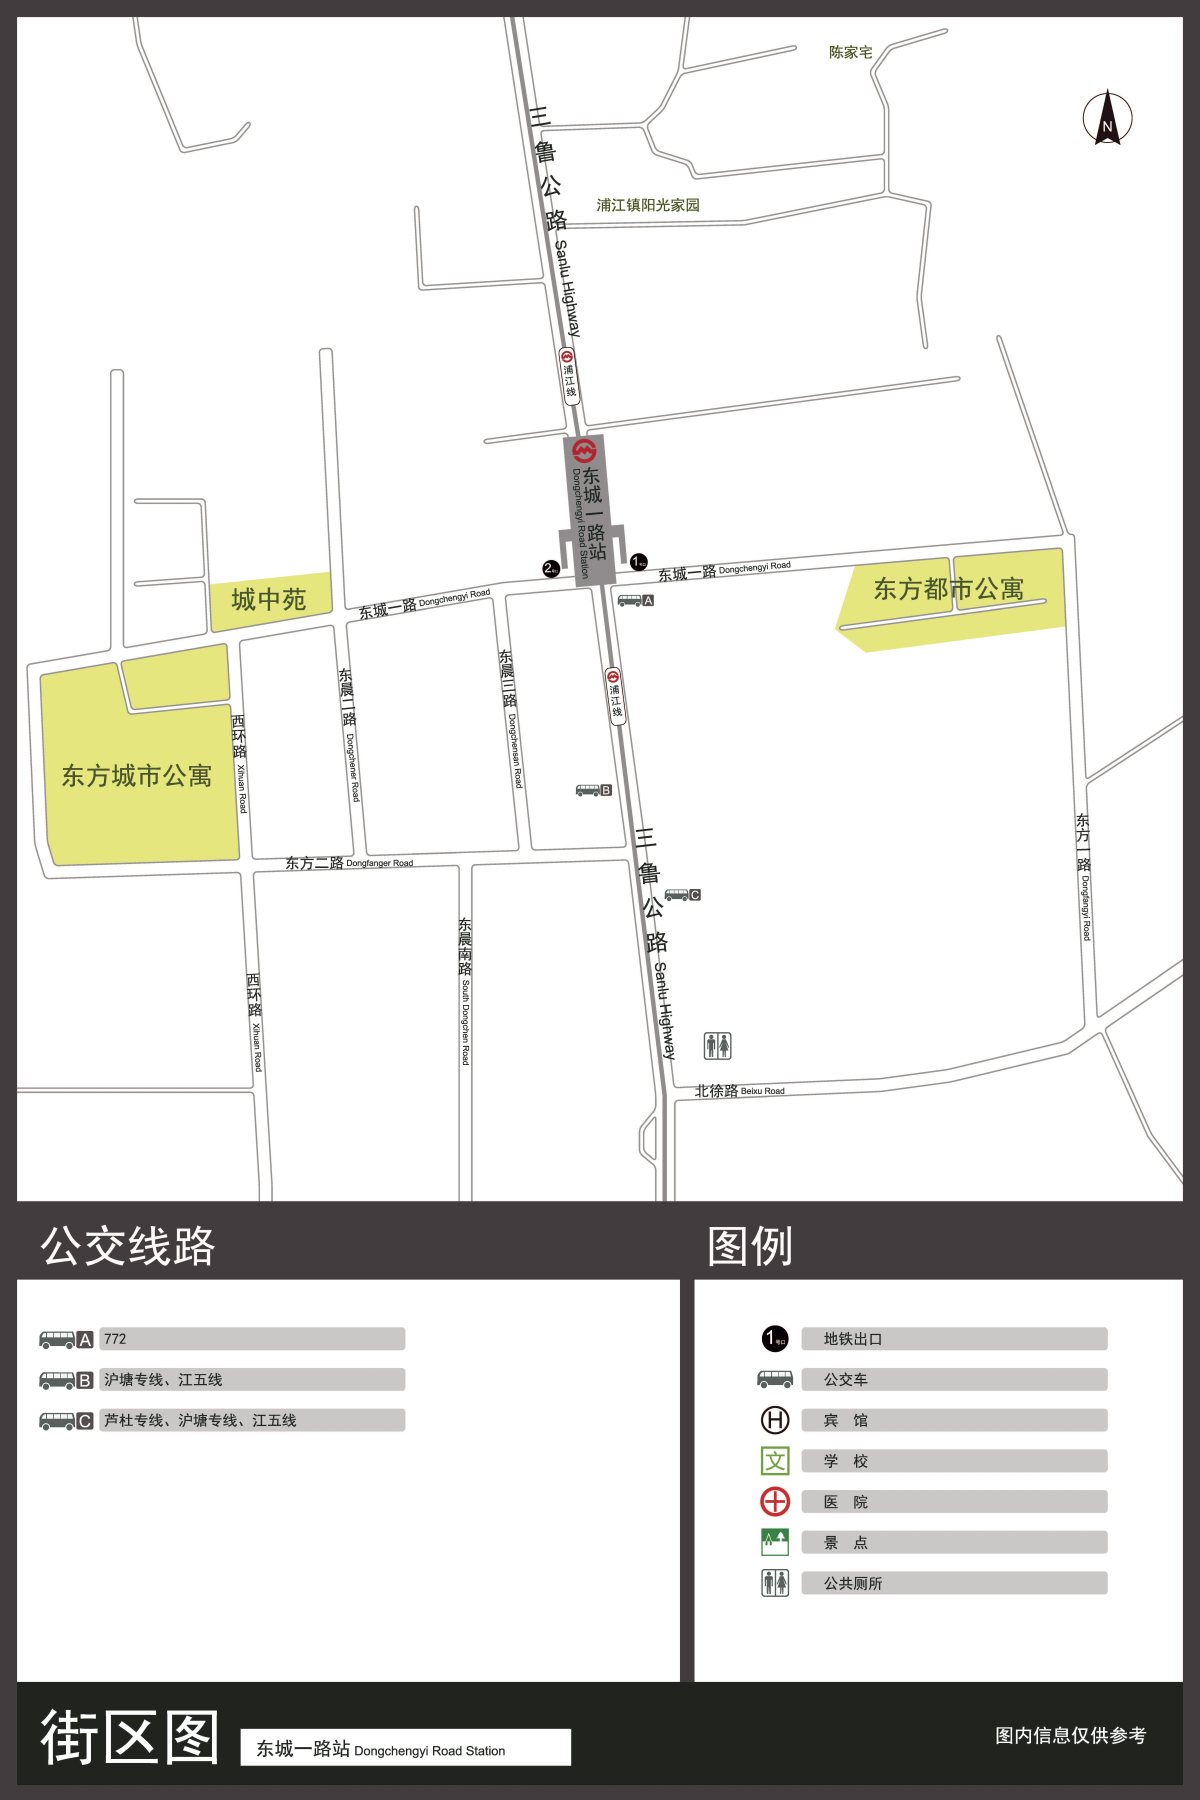 陈家宅
N
三鲁公路 Sanlu Highway
浦江镇阳光家园
浦江线
东城一路站
Dongchengyi Road Station
2号口
1号口
东城一路 Dongchengyi Road
A
东方都市公寓
城中苑
东城一路 Dongchengyi Road
东晨二路 Dongchener Road
东晨三路 Dongchensan Road
浦江线
西环路 Xihuan Road
东方城市公寓
B
东方一路 Dongfangyi Road
三鲁公路 Sanlu Highway
东方二路 Dongfanger Road
C
东晨南路 South Dongchen Road
西环路 Xihuan Road
北徐路 Beixu Road
公交线路
A 772
B 沪塘专线、江五线
C 芦杜专线、沪塘专线、江五线
图例
1号口 地铁出口
公交车
H 宾 馆
文 学 校
医 院
景 点
公共厕所
街区图
东城一路站 Dongchengyi Road Station
图内信息仅供参考